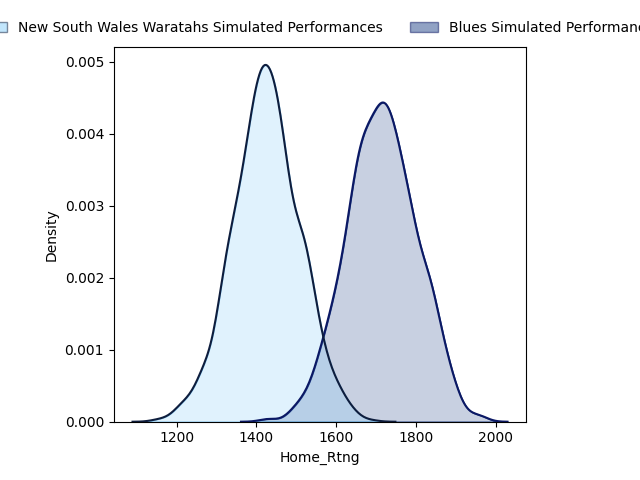 New South Wales Waratahs Simulated Performances
Blues Simulated
0.005
0.004
0.003
0.002
0.001
0.000
Density
1200 1400 1600 1800 2000
Home_Rtng